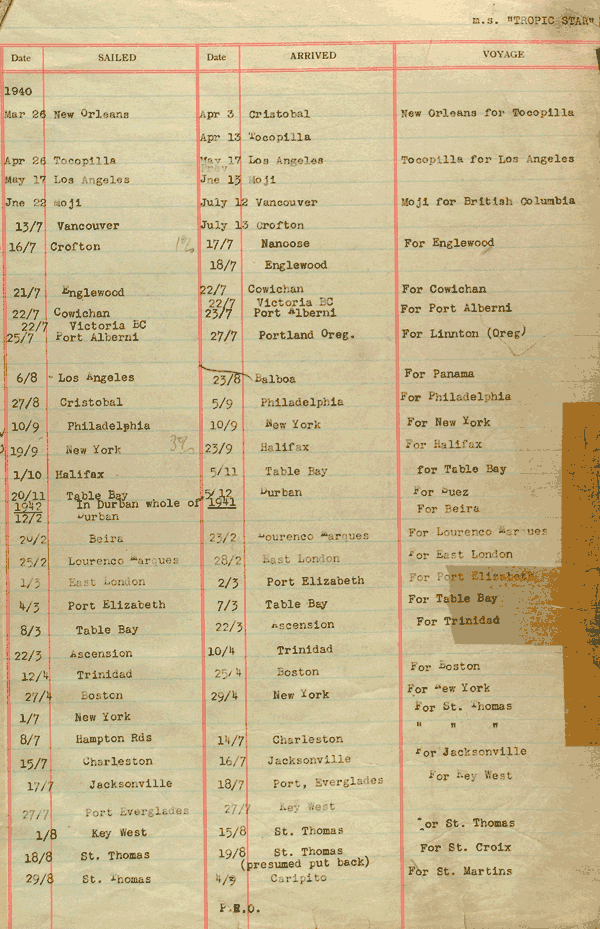 m.s. "TROPIC STAR"
Date SAILED Date ARRIVED VOYAGE
1940
Mar 26 New Orleans Apr 3 Cristobal New Orleans for Tocopilla
Apr 13 Tocopilla
Apr 26 Tocopilla May 17 Los Angeles Tocopilla for Los Angeles
May 17 Los Angeles Jne 13 Moji
Jne 22 Moji July 12 Vancouver Moji for British Columbia
13/7 Vancouver July 13 Crofton
16/7 Crofton 17/7 Nanoose For Englewood
18/7 Englewood
21/7 Englewood 22/7 Cowichan For Cowichan
22/7 Victoria BC
22/7 Cowichan 23/7 Port Alberni For Port Alberni
22/7 Victoria BC
25/7 Port Alberni 27/7 Portland Oreg. For Linnton (Oreg)
6/8 Los Angeles 23/8 Balboa For Panama
27/8 Cristobal 5/9 Philadelphia For Philadelphia
10/9 Philadelphia 10/9 New York For New York
19/9 New York 23/9 Halifax For Halifax
1/10 Halifax 5/11 Table Bay for Table Bay
20/11 Table Bay 5/12 Durban For Suez
1942 In Durban whole of 1941
12/2 Durban For Beira
20/2 Beira 23/2 Lourenco Marques For Lourenco Marques
25/2 Lourenco Marques 28/2 East London For East London
1/3 East London 2/3 Port Elizabeth For Port Elizabeth
4/3 Port Elizabeth 7/3 Table Bay For Table Bay
8/3 Table Bay 22/3 Ascension For Trinidad
22/3 Ascension 10/4 Trinidad
12/4 Trinidad 25/4 Boston For Boston
27/4 Boston 29/4 New York For New York
1/7 New York For St. Thomas
8/7 Hampton Rds 14/7 Charleston " " "
15/7 Charleston 16/7 Jacksonville For Jacksonville
17/7 Jacksonville 18/7 Port, Everglades For Key West
27/7 Port Everglades 27/7 Key West
1/8 Key West 15/8 St. Thomas For St. Thomas
18/8 St. Thomas 19/8 St. Thomas For St. Croix
(presumed put back)
29/8 St. Thomas 4/9 Caripito For St. Martins
P.E.O.